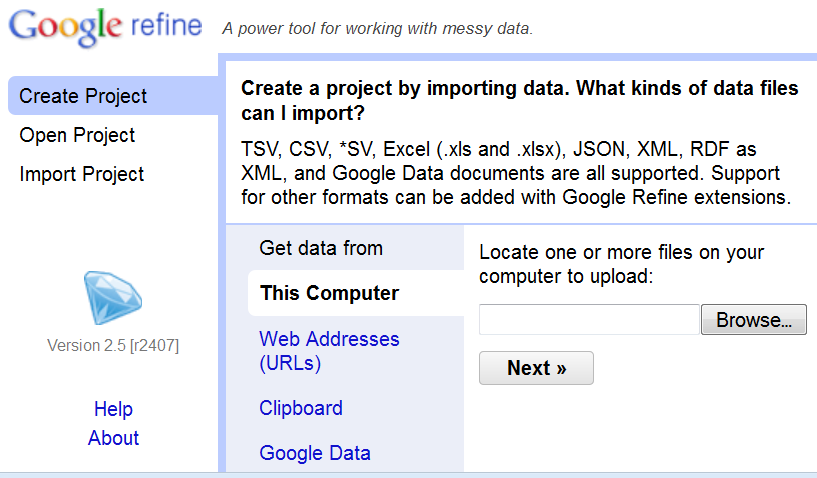 Google refine A power tool for working with messy data.
Create Project
Open Project
Import Project
Version 2.5 [r2407]
Help
About
Create a project by importing data. What kinds of data files
can I import?
TSV, CSV, *SV, Excel (.xls and .xlsx), JSON, XML, RDF as
XML, and Google Data documents are all supported. Support
for other formats can be added with Google Refine extensions.
Get data from
This Computer
Web Addresses
(URLs)
Clipboard
Google Data
Locate one or more files on your
computer to upload:
Browse...
Next »